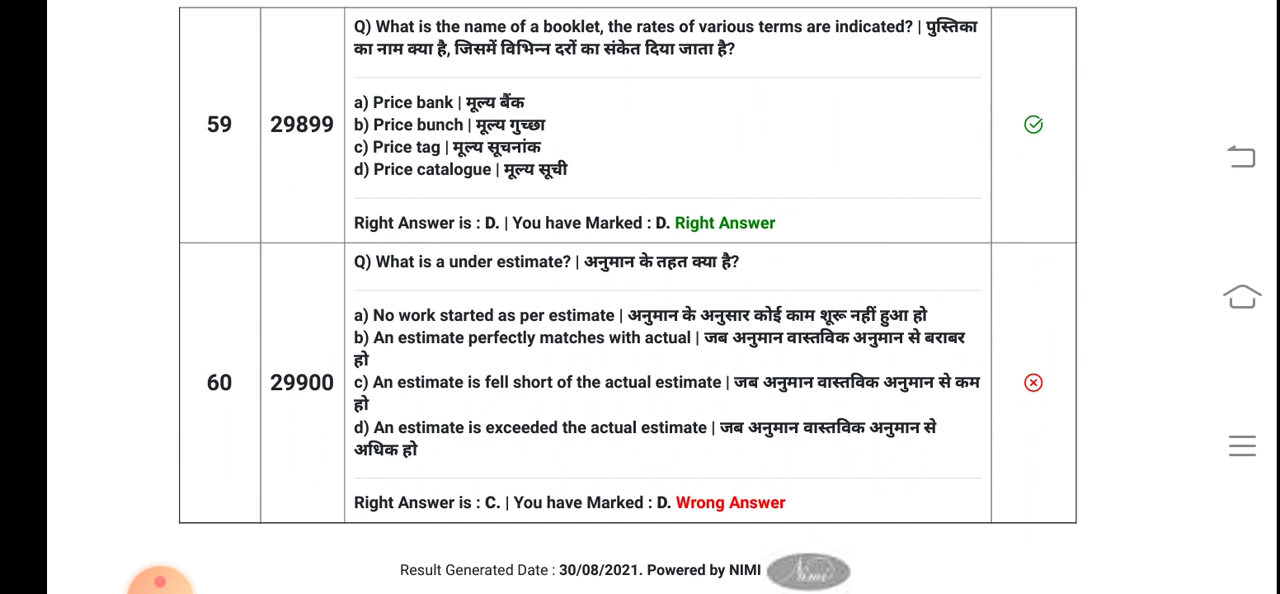 Q) What is the name of a booklet, the rates of various terms are indicated? | पुस्तिका
का नाम क्या है, जिसमें विभिन्न दरों का संकेत दिया जाता है?
59
29899
a) Price bank | मूल्य बैंक
b) Price bunch | मूल्य गुच्छा
c) Price tag | मूल्य सूचनांक
d) Price catalogue | मूल्य सूची
Right Answer is : D. | You have Marked : D. Right Answer
Q) What is a under estimate? | अनुमान के तहत क्या है?
60
29900
a) No work started as per estimate | अनुमान के अनुसार कोई काम शूरू नहीं हुआ हो
b) An estimate perfectly matches with actual | जब अनुमान वास्तविक अनुमान से बराबर
हो
c) An estimate is fell short of the actual estimate | जब अनुमान वास्तविक अनुमान से कम
हो
d) An estimate is exceeded the actual estimate | जब अनुमान वास्तविक अनुमान से
अधिक हो
Right Answer is : C. | You have Marked : D. Wrong Answer
Result Generated Date : 30/08/2021. Powered by NIMI
Nimi